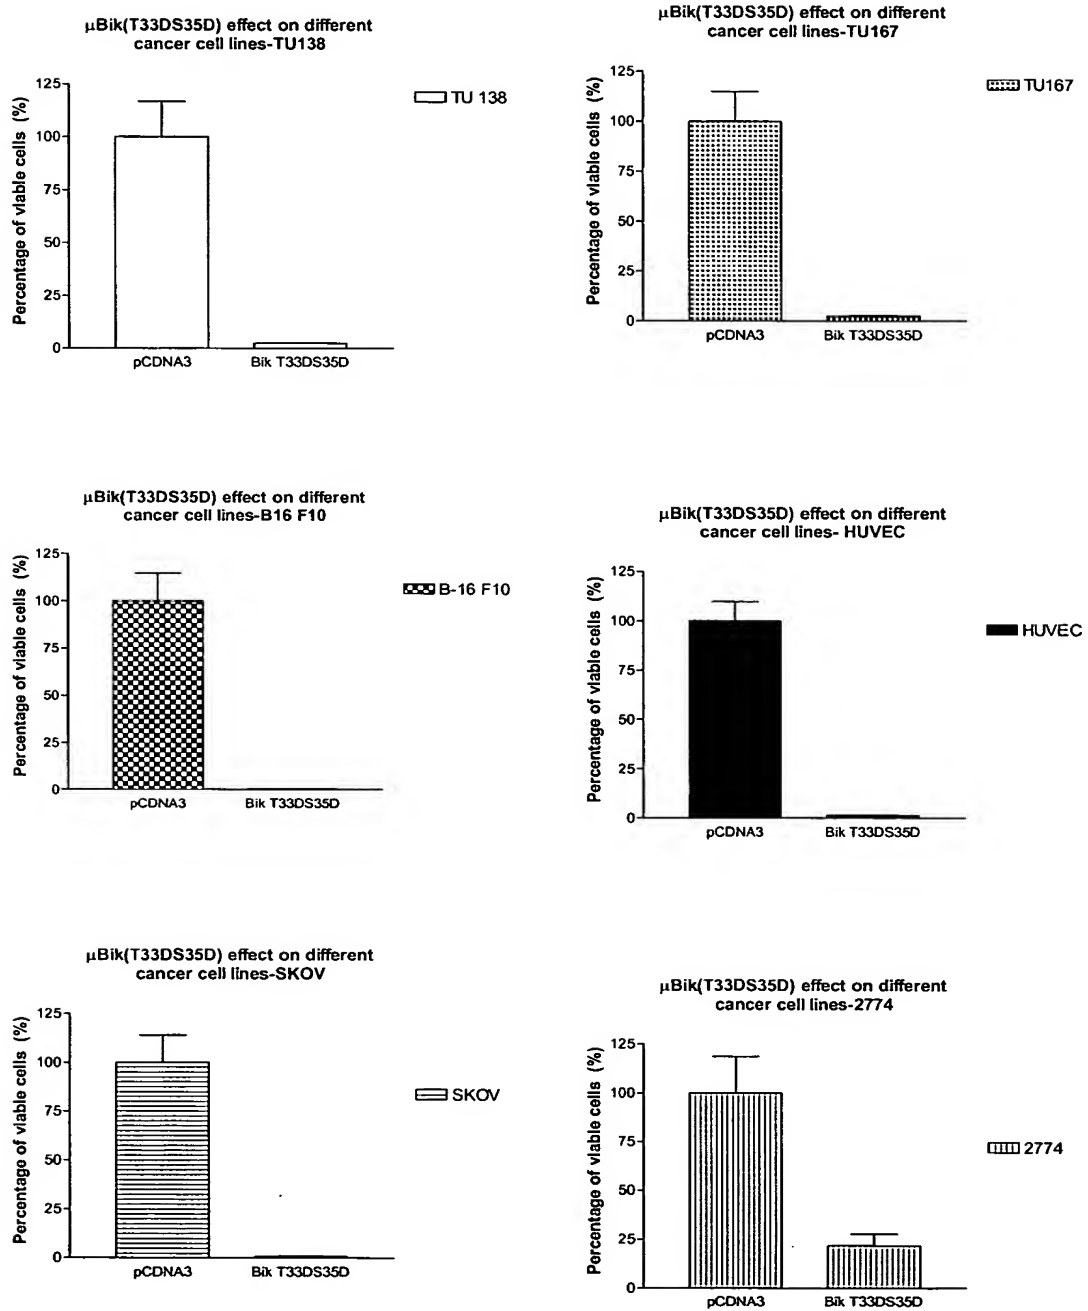 μBik(T33DS35D) effect on different
cancer cell lines-TU138
Percentage of viable cells (%)
125
100
75
50
25
0
pCDNA3
Bik T33DS35D
TU 138
μBik(T33DS35D) effect on different
cancer cell lines-TU167
Percentage of viable cells (%)
125
100
75
50
25
0
pCDNA3
Bik T33DS35D
TU167
μBik(T33DS35D) effect on different
cancer cell lines-B16 F10
Percentage of viable cells (%)
125
100
75
50
25
0
pCDNA3
Bik T33DS35D
B-16 F10
μBik(T33DS35D) effect on different
cancer cell lines- HUVEC
Percentage of viable cells (%)
125
100
75
50
25
0
pCDNA3
Bik T33DS35D
HUVEC
μBik(T33DS35D) effect on different
cancer cell lines-SKOV
Percentage of viable cells (%)
125
100
75
50
25
0
pCDNA3
Bik T33DS35D
SKOV
μBik(T33DS35D) effect on different
cancer cell lines-2774
Percentage of viable cells (%)
125
100
75
50
25
0
pCDNA3
Bik T33DS35D
2774